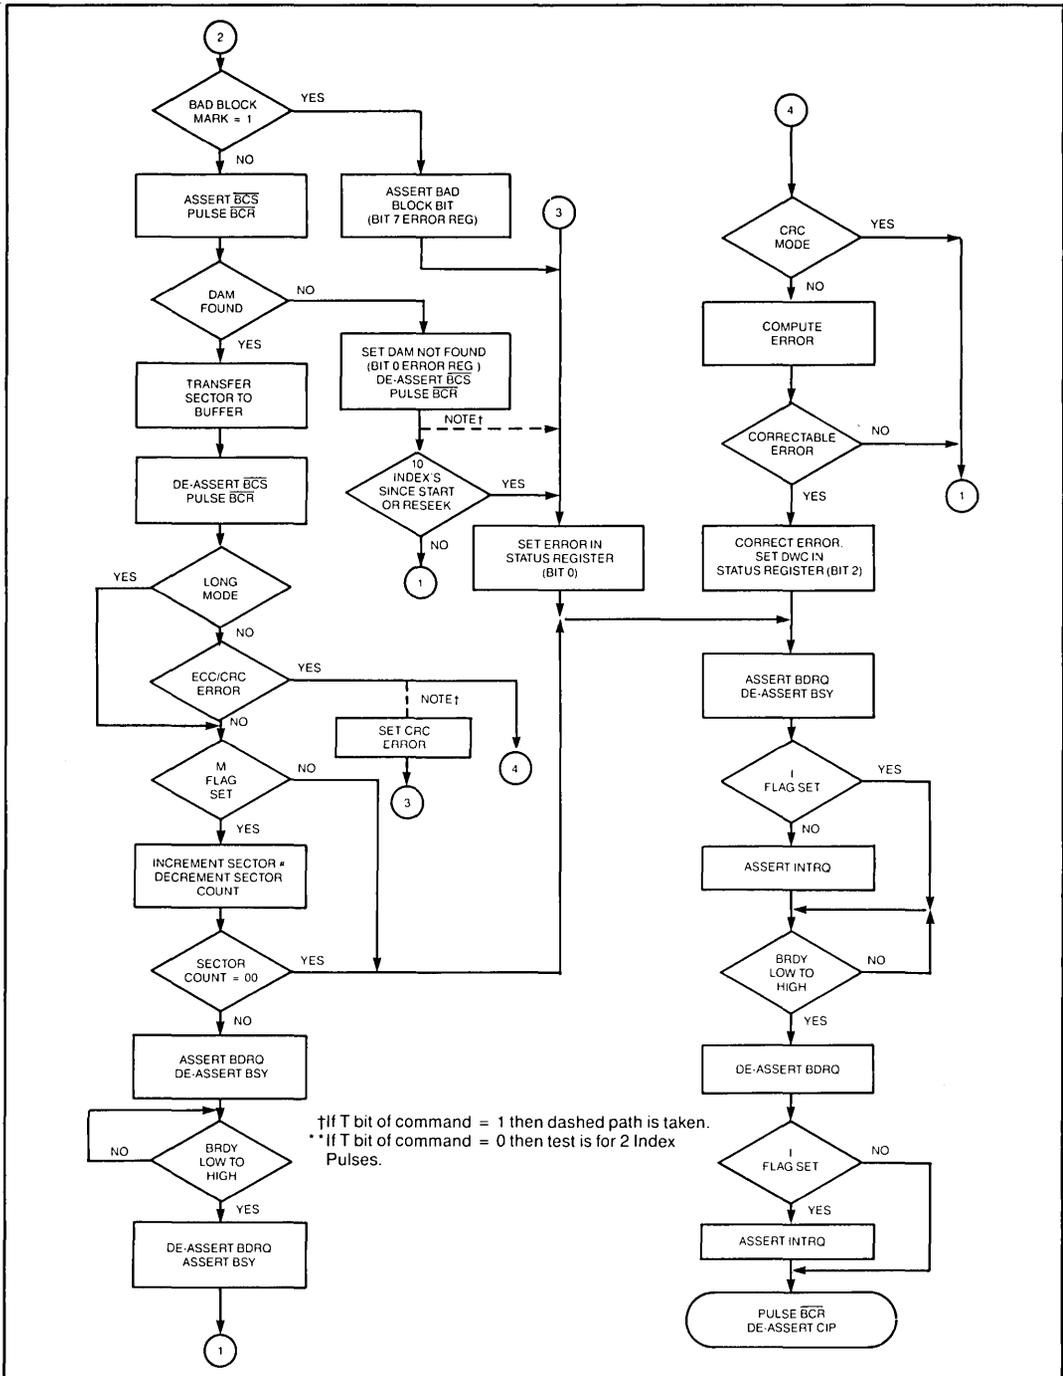 2
BAD BLOCK
MARK = 1
YES
NO
ASSERT BCS
PULSE BCR
ASSERT BAD
BLOCK BIT
(BIT 7 ERROR REG)
3
DAM
FOUND
NO
YES
SET DAM NOT FOUND
(BIT 0 ERROR REG )
DE-ASSERT BCS
PULSE BCR
NOTE†
TRANSFER
SECTOR TO
BUFFER
10
INDEX'S
SINCE START
OR RESEEK
YES
NO
1
DE-ASSERT BCS
PULSE BCR
SET ERROR IN
STATUS REGISTER
(BIT 0)
LONG
MODE
YES
NO
ECC/CRC
ERROR
YES
NO
NOTE†
SET CRC
ERROR
3
4
M
FLAG
SET
NO
YES
INCREMENT SECTOR #
DECREMENT SECTOR
COUNT
SECTOR
COUNT = 00
YES
NO
ASSERT BDRQ
DE-ASSERT BSY
BRDY
LOW TO
HIGH
NO
YES
DE-ASSERT BDRQ
ASSERT BSY
1
†If T bit of command = 1 then dashed path is taken.
**If T bit of command = 0 then test is for 2 Index
Pulses.
4
CRC
MODE
YES
NO
COMPUTE
ERROR
CORRECTABLE
ERROR
NO
YES
1
CORRECT ERROR.
SET DWC IN
STATUS REGISTER (BIT 2)
ASSERT BDRQ
DE-ASSERT BSY
I
FLAG SET
YES
NO
ASSERT INTRQ
BRDY
LOW TO
HIGH
NO
YES
DE-ASSERT BDRQ
I
FLAG SET
NO
YES
ASSERT INTRQ
PULSE BCR
DE-ASSERT CIP